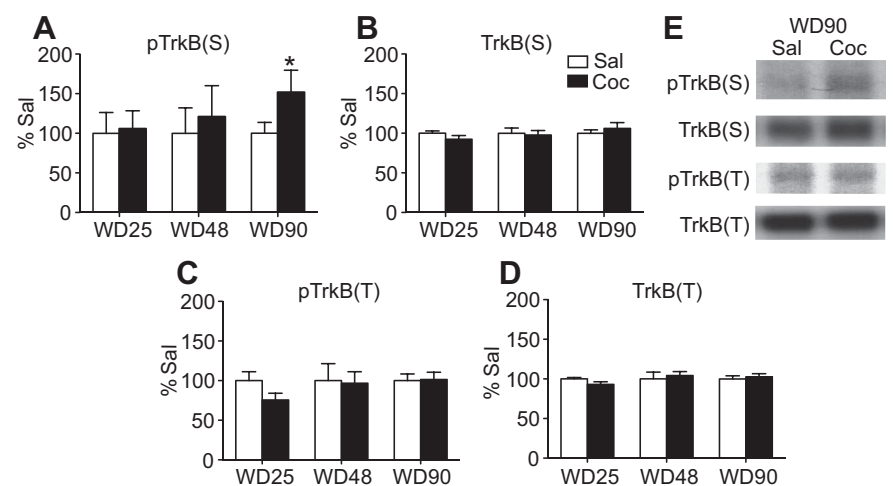 A
pTrkB(S)
% Sal
200
150
100
50
0
WD25 WD48 WD90
B
TrkB(S)
% Sal
200
150
100
50
0
WD25 WD48 WD90
Sal
Coc
*
E
WD90
Sal Coc
pTrkB(S)
TrkB(S)
pTrkB(T)
TrkB(T)
C
pTrkB(T)
% Sal
200
150
100
50
0
WD25 WD48 WD90
D
TrkB(T)
% Sal
200
150
100
50
0
WD25 WD48 WD90